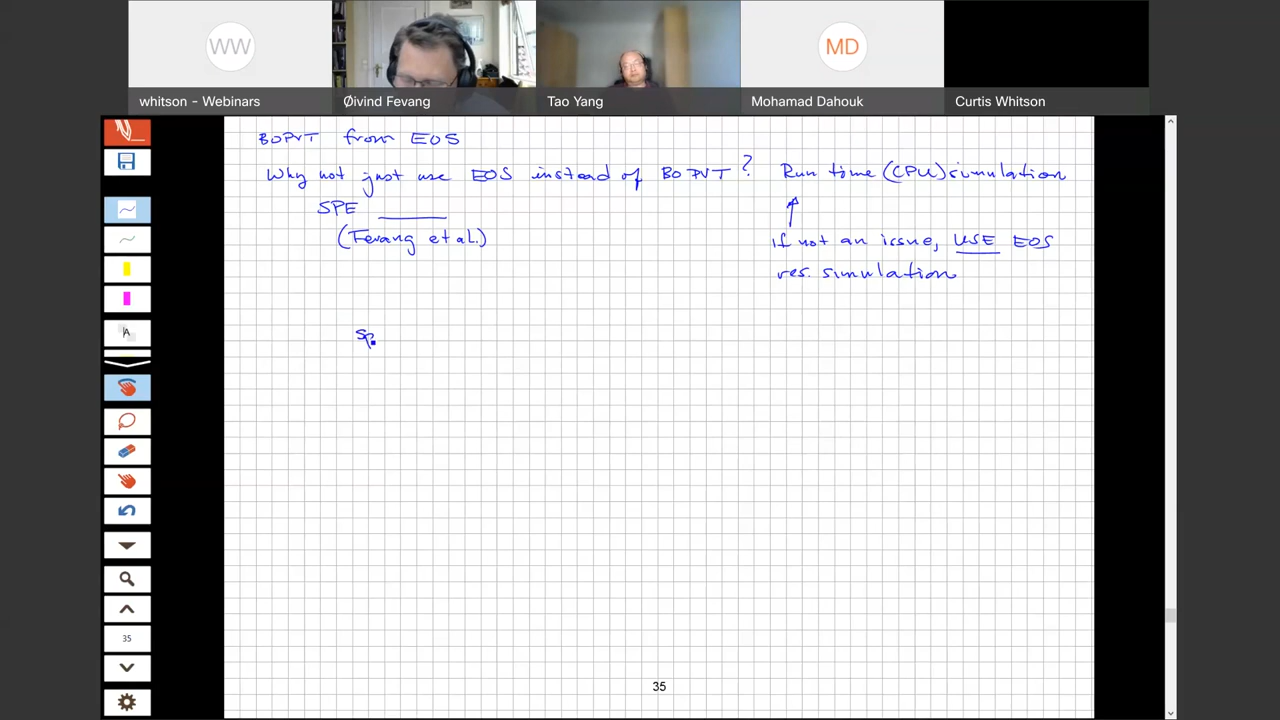 WW
MD
whitson - Webinars
Øivind Fevang
Tao Yang
Mohamad Dahouk
Curtis Whitson
BOPVT from EOS
Why not just use EOS instead of BOPVT? Run time (CPU) simulation
SPE
(Fevang et al.)
if not an issue, USE EOS
res. simulation
Sp
A
35
35